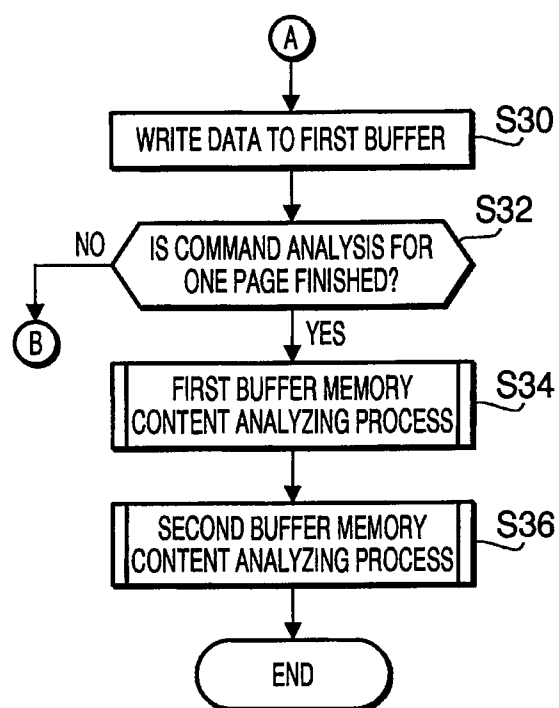 A
WRITE DATA TO FIRST BUFFER
S30
S32
NO
IS COMMAND ANALYSIS FOR
ONE PAGE FINISHED?
B
YES
FIRST BUFFER MEMORY
CONTENT ANALYZING PROCESS
S34
SECOND BUFFER MEMORY
CONTENT ANALYZING PROCESS
S36
END